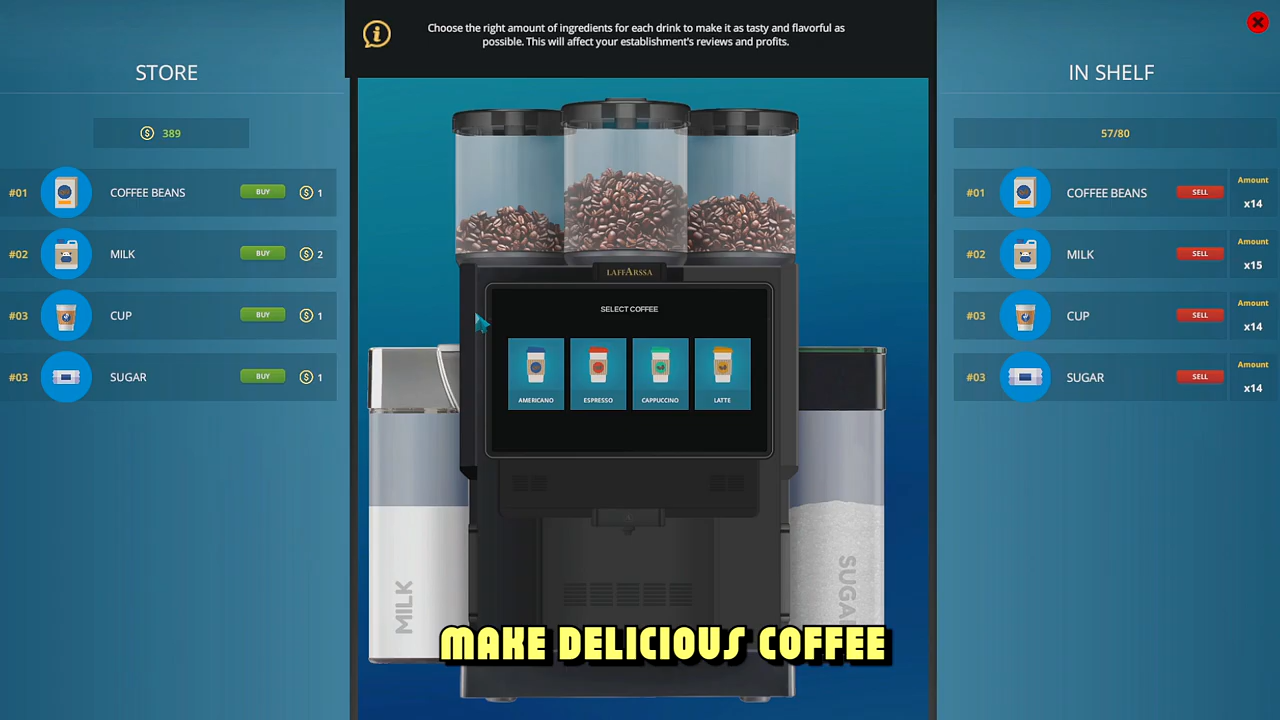 Choose the right amount of ingredients for each drink to make it as tasty and flavorful as
possible. This will affect your establishment's reviews and profits.
STORE
389
#01 COFFEE BEANS BUY 1
#02 MILK BUY 2
#03 CUP BUY 1
#03 SUGAR BUY 1
LAFFARSSA
SELECT COFFEE
AMERICANO ESPRESSO CAPPUCCINO LATTE
MILK
SUGAR
MAKE DELICIOUS COFFEE
IN SHELF
57/80
#01 COFFEE BEANS SELL Amount x14
#02 MILK SELL Amount x15
#03 CUP SELL Amount x14
#03 SUGAR SELL Amount x14